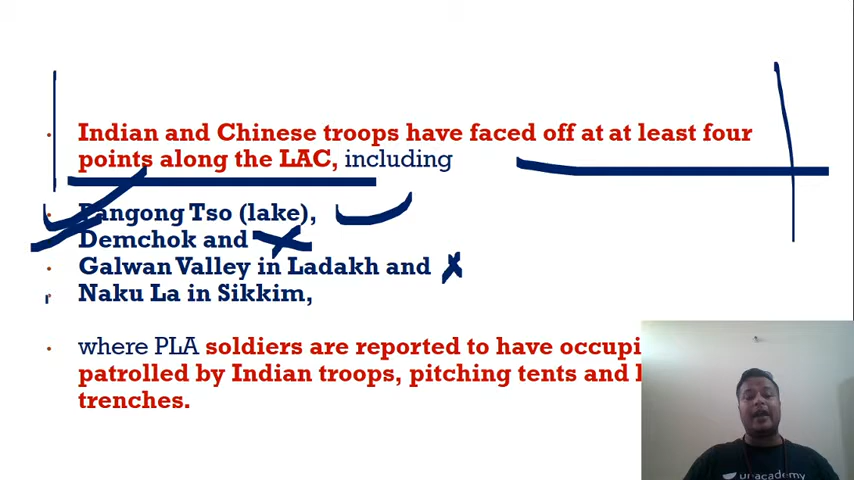 Indian and Chinese troops have faced off at at least four
points along the LAC, including
Pangong Tso (lake),
Demchok and
Galwan Valley in Ladakh and
Naku La in Sikkim,
where PLA soldiers are reported to have
patrolled by Indian troops, pitching tents and
trenches.
unacademy